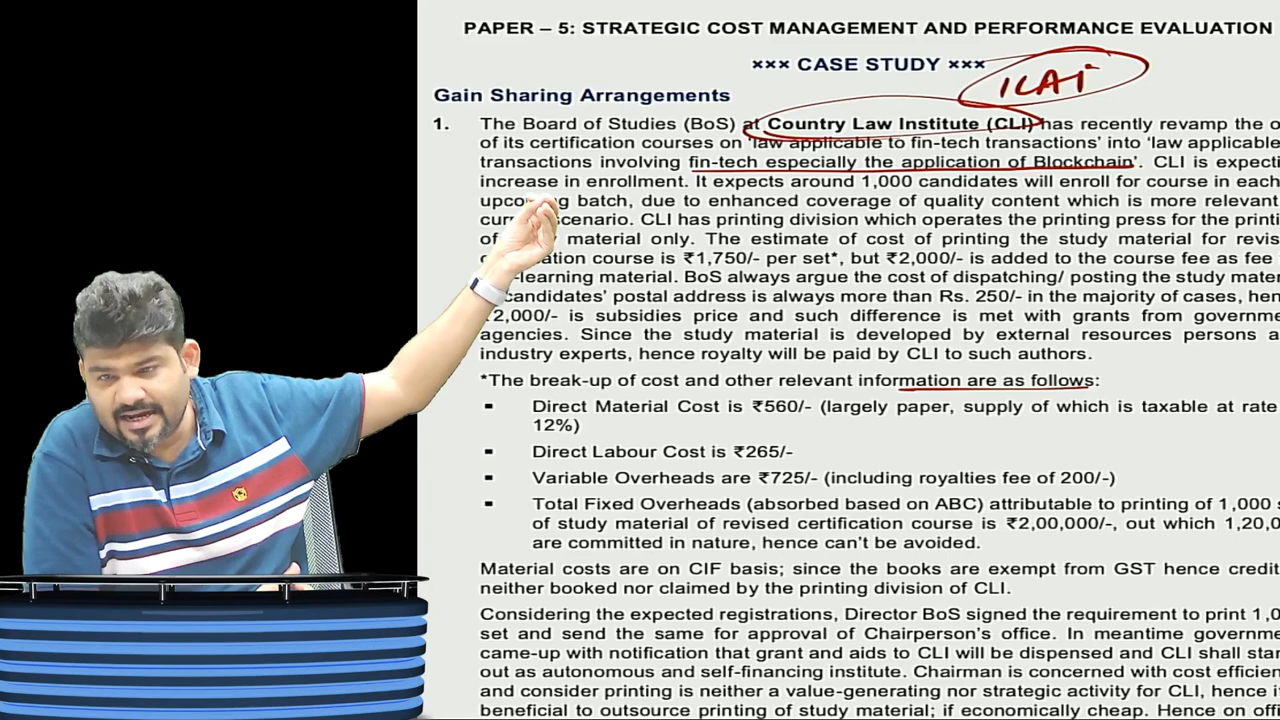 PAPER – 5: STRATEGIC COST MANAGEMENT AND PERFORMANCE EVALUATION
××× CASE STUDY ×××
ICAI
Gain Sharing Arrangements
1. The Board of Studies (BoS) at Country Law Institute (CLI) has recently revamp the o
of its certification courses on 'law applicable to fin-tech transactions' into 'law applicable
transactions involving fin-tech especially the application of Blockchain'. CLI is expecti
increase in enrollment. It expects around 1,000 candidates will enroll for course in each
batch, due to enhanced coverage of quality content which is more relevant
scenario. CLI has printing division which operates the printing press for the printi
of material only. The estimate of cost of printing the study material for revis
course is ₹1,750/- per set*, but ₹2,000/- is added to the course fee as fee
-learning material. BoS always argue the cost of dispatching/ posting the study mater
candidates' postal address is always more than Rs. 250/- in the majority of cases, hen
₹2,000/- is subsidies price and such difference is met with grants from governme
agencies. Since the study material is developed by external resources persons a
industry experts, hence royalty will be paid by CLI to such authors.
*The break-up of cost and other relevant information are as follows:
▪ Direct Material Cost is ₹560/- (largely paper, supply of which is taxable at rate
12%)
▪ Direct Labour Cost is ₹265/-
▪ Variable Overheads are ₹725/- (including royalties fee of 200/-)
▪ Total Fixed Overheads (absorbed based on ABC) attributable to printing of 1,000 s
of study material of revised certification course is ₹2,00,000/-, out which 1,20,0
are committed in nature, hence can't be avoided.
Material costs are on CIF basis; since the books are exempt from GST hence credit
neither booked nor claimed by the printing division of CLI.
Considering the expected registrations, Director BoS signed the requirement to print 1,0
set and send the same for approval of Chairperson's office. In meantime governme
came-up with notification that grant and aids to CLI will be dispensed and CLI shall star
out as autonomous and self-financing institute. Chairman is concerned with cost efficien
and consider printing is neither a value-generating nor strategic activity for CLI, hence i
beneficial to outsource printing of study material; if economically cheap. Hence on offi